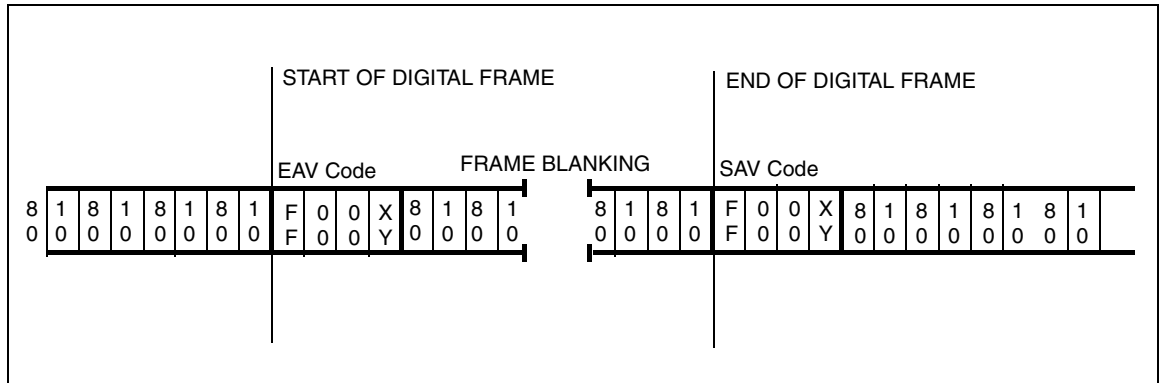 START OF DIGITAL FRAME
END OF DIGITAL FRAME
EAV Code
FRAME BLANKING
SAV Code
8 1 8 1 8 1 8 1 F 0 0 X 8 1 8 1 8 1 8 1 F 0 0 X 8 1 8 1 8 1 8 1
0 0 0 0 0 0 0 0 F 0 0 Y 0 0 0 0 0 0 0 0 F 0 0 Y 0 0 0 0 0 0 0 0